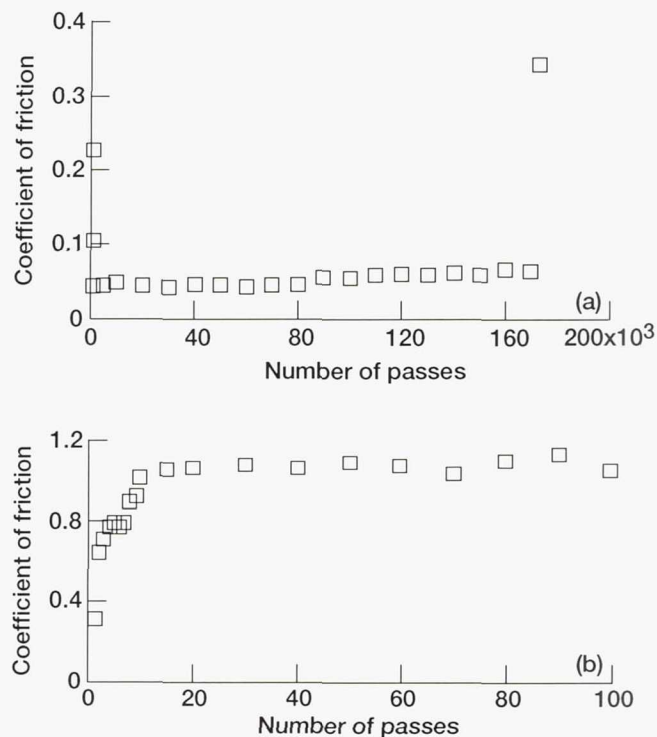 0.4
0.3
0.2
0.1
0
Coefficient of friction
(a)
0 40 80 120 160 200x10³
Number of passes
1.2
0.8
0.4
0
Coefficient of friction
(b)
0 20 40 60 80 100
Number of passes